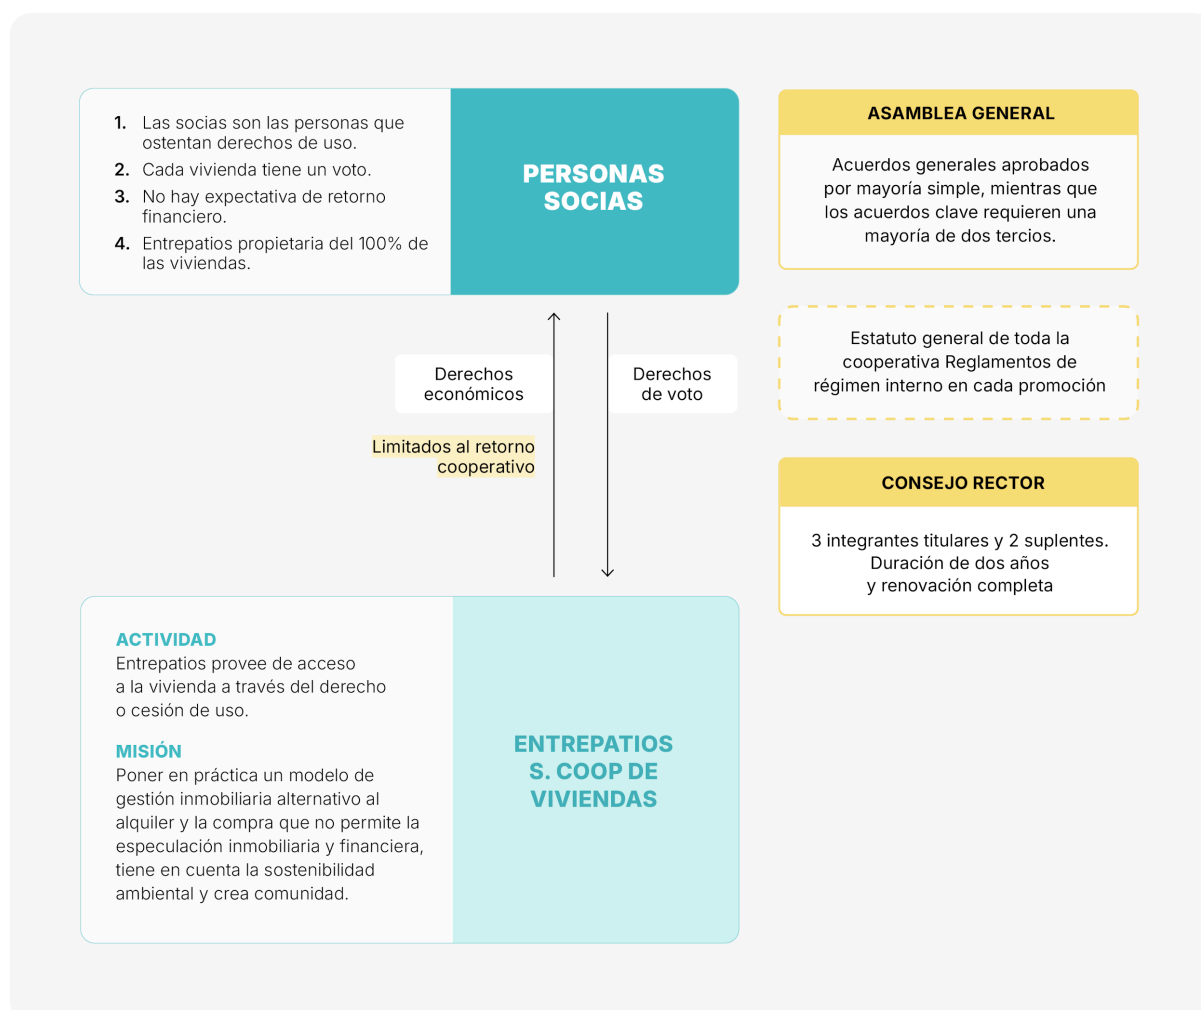 1. Las socias son las personas que
ostentan derechos de uso.
2. Cada vivienda tiene un voto.
3. No hay expectativa de retorno
financiero.
4. Entrepatios propietaria del 100% de
las viviendas.
PERSONAS
SOCIAS
ASAMBLEA GENERAL
Acuerdos generales aprobados
por mayoría simple, mientras que
los acuerdos clave requieren una
mayoría de dos tercios.
Estatuto general de toda la
cooperativa Reglamentos de
régimen interno en cada promoción
Derechos
económicos
Derechos
de voto
Limitados al retorno
cooperativo
CONSEJO RECTOR
3 integrantes titulares y 2 suplentes.
Duración de dos años
y renovación completa
ACTIVIDAD
Entrepatios provee de acceso
a la vivienda a través del derecho
o cesión de uso.
MISIÓN
Poner en práctica un modelo de
gestión inmobiliaria alternativo al
alquiler y la compra que no permite la
especulación inmobiliaria y financiera,
tiene en cuenta la sostenibilidad
ambiental y crea comunidad.
ENTREPATIOS
S. COOP DE
VIVIENDAS